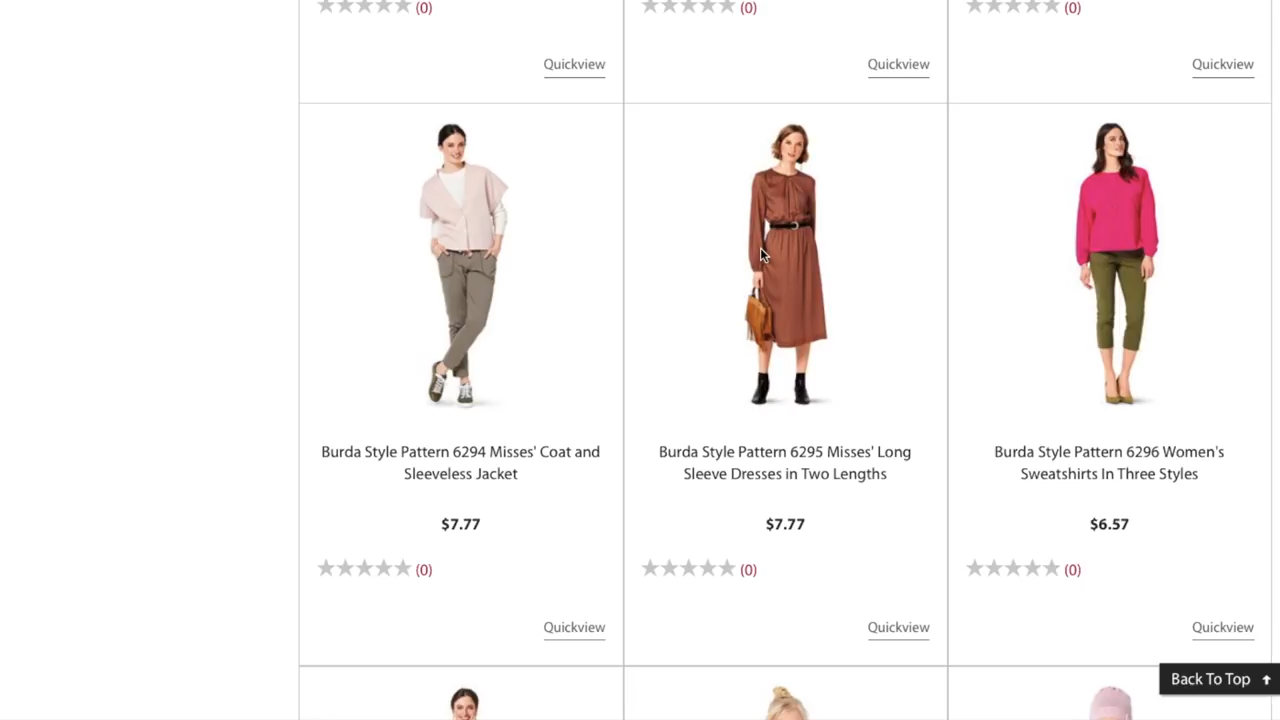 (0)
(0)
(0)
Quickview
Quickview
Quickview
Burda Style Pattern 6294 Misses' Coat and
Sleeveless Jacket
$7.77
(0)
Quickview
Burda Style Pattern 6295 Misses' Long
Sleeve Dresses in Two Lengths
$7.77
(0)
Quickview
Burda Style Pattern 6296 Women's
Sweatshirts In Three Styles
$6.57
(0)
Quickview
Back To Top